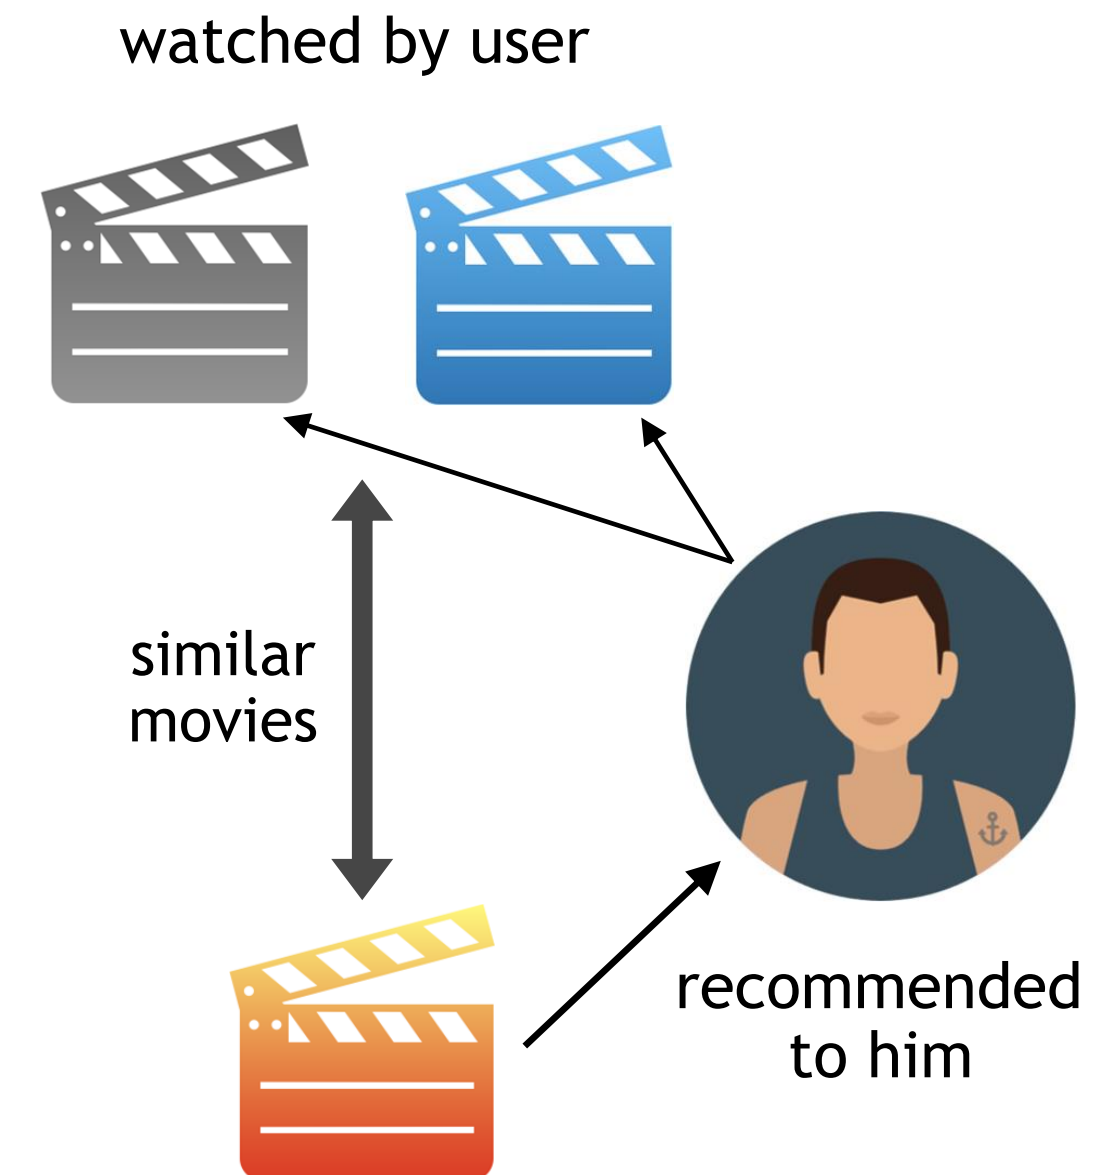 watched by user
similar
movies
recommended
to him